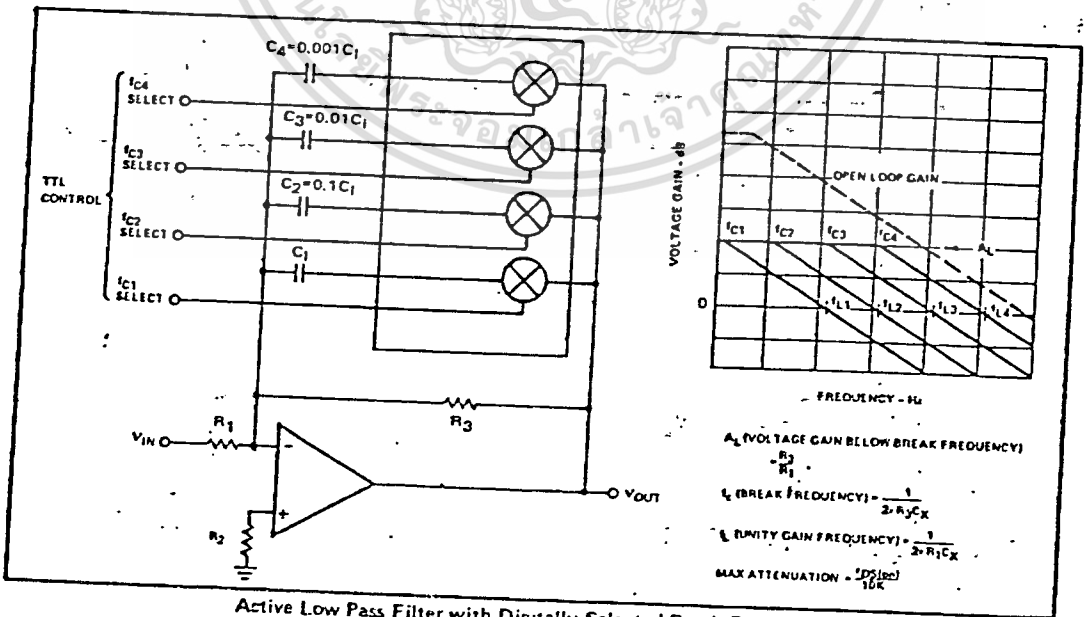 C4=0.001C1
fC4
SELECT
C3=0.01C1
fC3
SELECT
TTL
CONTROL
C2=0.1C1
fC2
SELECT
C1
fC1
SELECT
R1
R3
VIN
-
+
R2
VOUT
VOLTAGE GAIN - dB
OPEN LOOP GAIN
fC1 fC2 fC3 fC4 AL
0
fL1 fL2 fL3 fL4
FREQUENCY - Hz
AL (VOLTAGE GAIN BELOW BREAK FREQUENCY)
= R3/R1
fC (BREAK FREQUENCY) = 1/2πR3CX
fL (UNITY GAIN FREQUENCY) = 1/2πR1CX
MAX ATTENUATION = rDS(on)/10K
Active Low Pass Filter with Digitally Selected